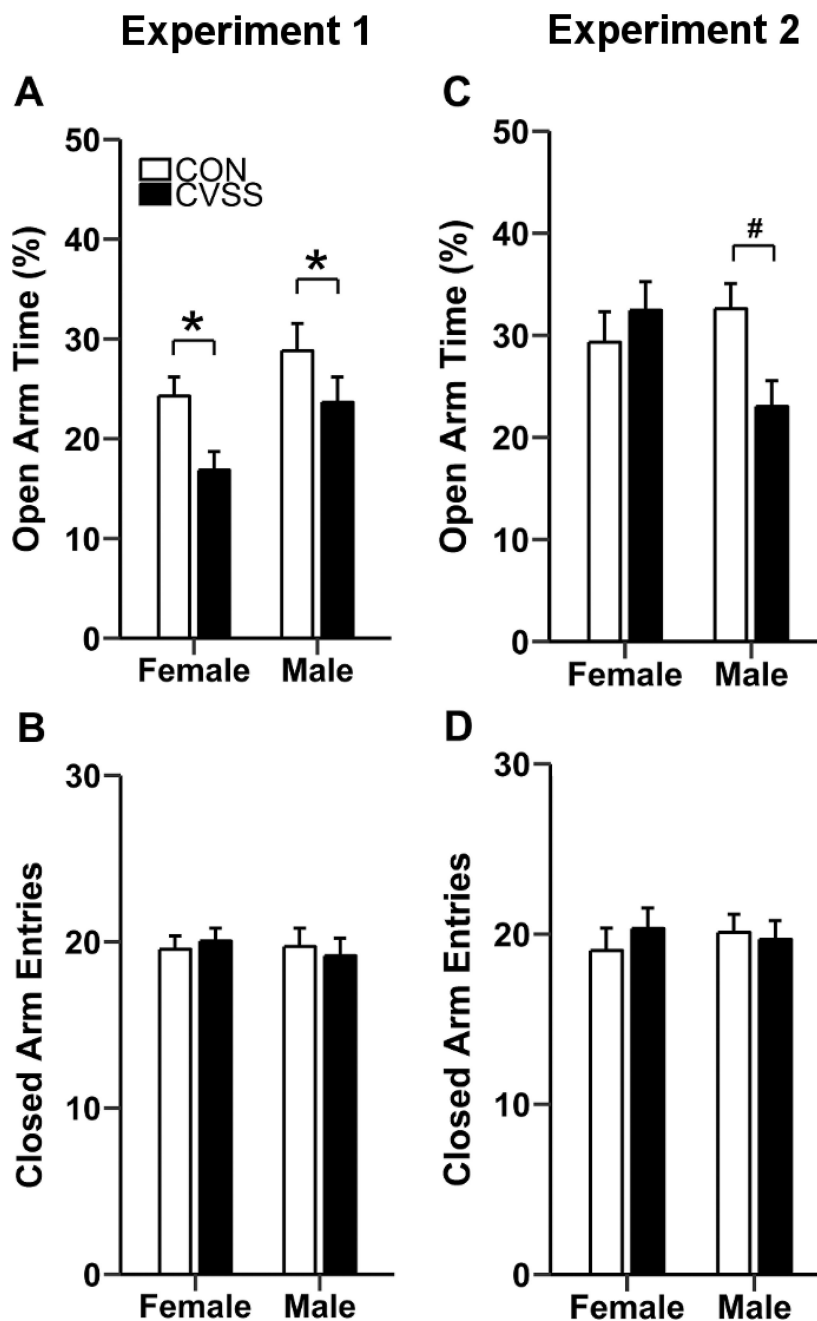 Experiment 1
Experiment 2
A
Open Arm Time (%)
50
40
30
20
10
0
CON
CVSS
*
*
Female Male
C
Open Arm Time (%)
50
40
30
20
10
0
#
Female Male
B
Closed Arm Entries
30
20
10
0
Female Male
D
Closed Arm Entries
30
20
10
0
Female Male